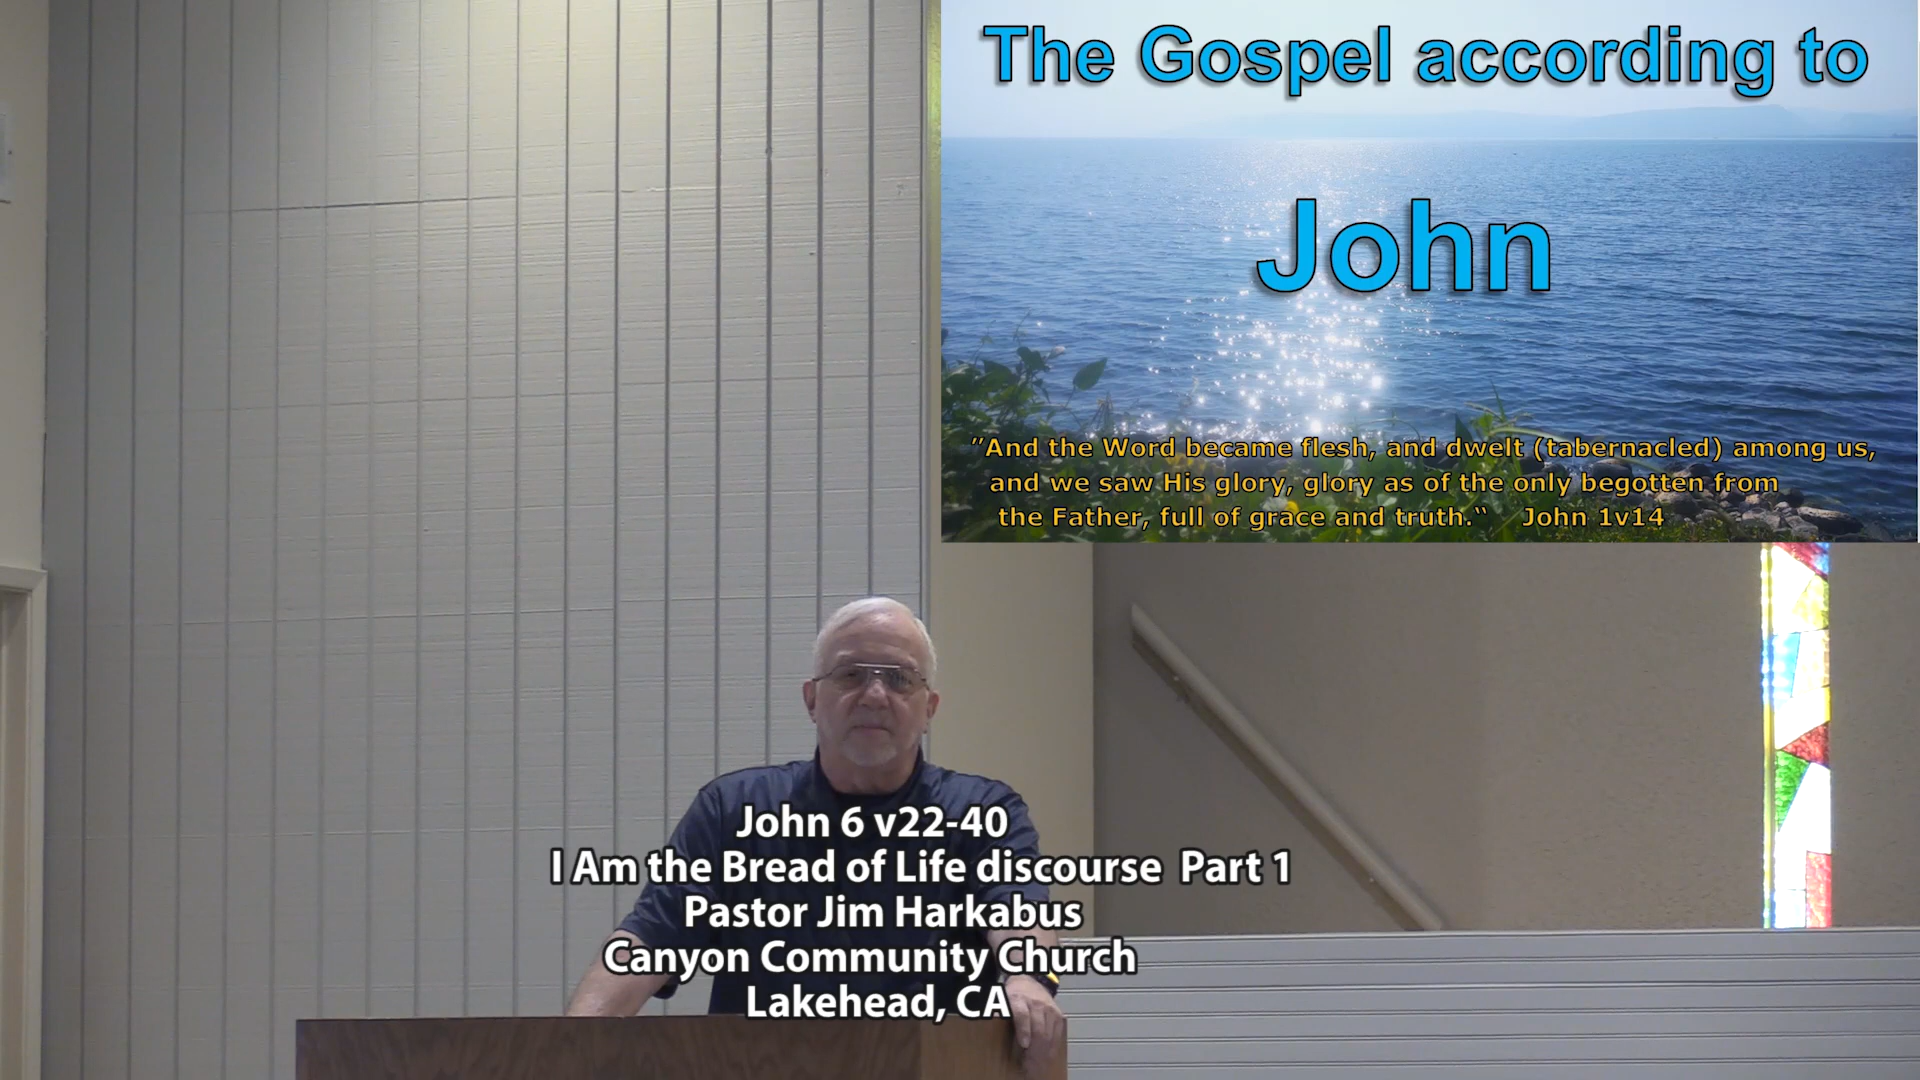 The Gospel according to
John
"And the Word became flesh, and dwelt (tabernacled) among us,
and we saw His glory, glory as of the only begotten from
the Father, full of grace and truth." John 1v14
John 6 v22-40
I Am the Bread of Life discourse Part 1
Pastor Jim Harkabus
Canyon Community Church
Lakehead, CA